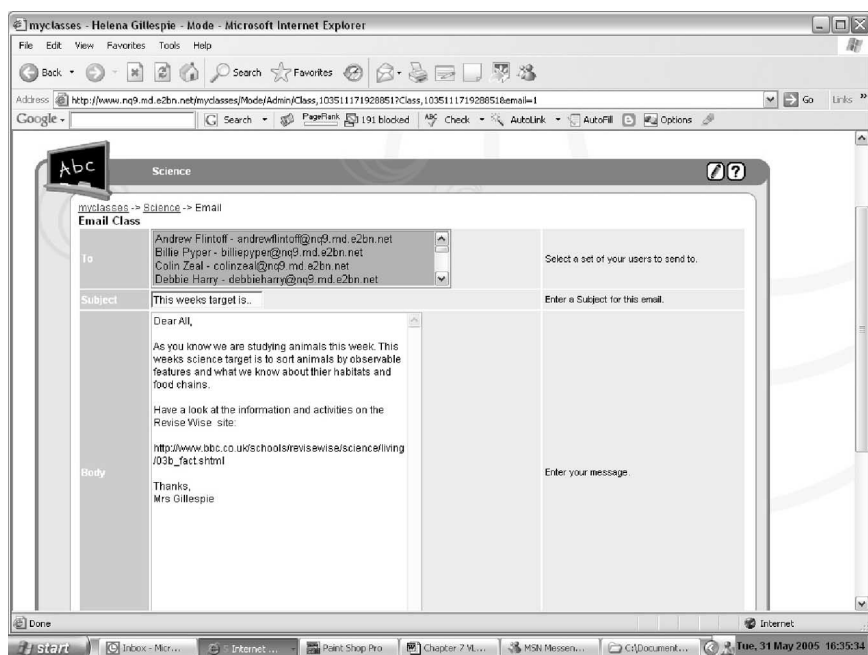 myclasses - Helena Gillespie - Mode - Microsoft Internet Explorer
File Edit View Favorites Tools Help
Back Search Favorites
Address http://www.nq9.md.e2bn.net/myclasses/Mode/Admin/Class,1035111719288517Class,1035111719288518email=1 Go Links »
Google Search PageRank 191 blocked ABC Check AutoLink AutoFill Options
Abc Science
myclasses -> Science -> Email
Email Class
To
Andrew Flintoff - andrewflintoff@nq9.md.e2bn.net
Billie Pyper - billiepyper@nq9.md.e2bn.net
Colin Zeal - colinzeal@nq9.md.e2bn.net
Debbie Harry - debbieharry@nq9.md.e2bn.net
Select a set of your users to send to.
Subject This weeks target is.. Enter a Subject for this email.
Body
Dear All,
As you know we are studying animals this week. This
weeks science target is to sort animals by observable
features and what we know about thier habitats and
food chains.
Have a look at the information and activities on the
Revise Wise site:
http://www.bbc.co.uk/schools/revisewise/science/living
/03b_fact.shtml
Thanks,
Mrs Gillespie
Enter your message.
Done Internet
start Inbox - Micr... 5 Internet ... Paint Shop Pro Chapter 7 VL... MSN Messen... C:\Document... Tue, 31 May 2005 16:35:34